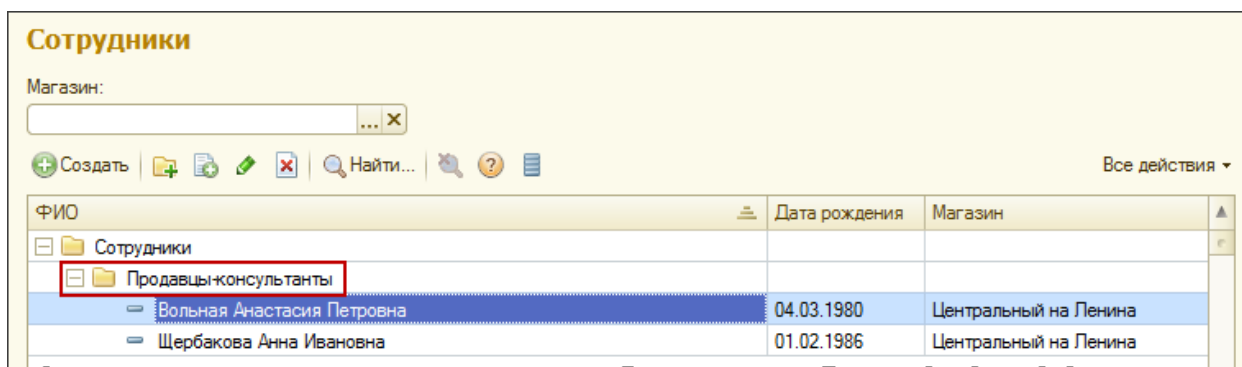 Сотрудники
Магазин:
...
Создать Найти... Все действия
ФИО Дата рождения Магазин
Сотрудники
Продавцы-консультанты
Вольная Анастасия Петровна 04.03.1980 Центральный на Ленина
Щербакова Анна Ивановна 01.02.1986 Центральный на Ленина